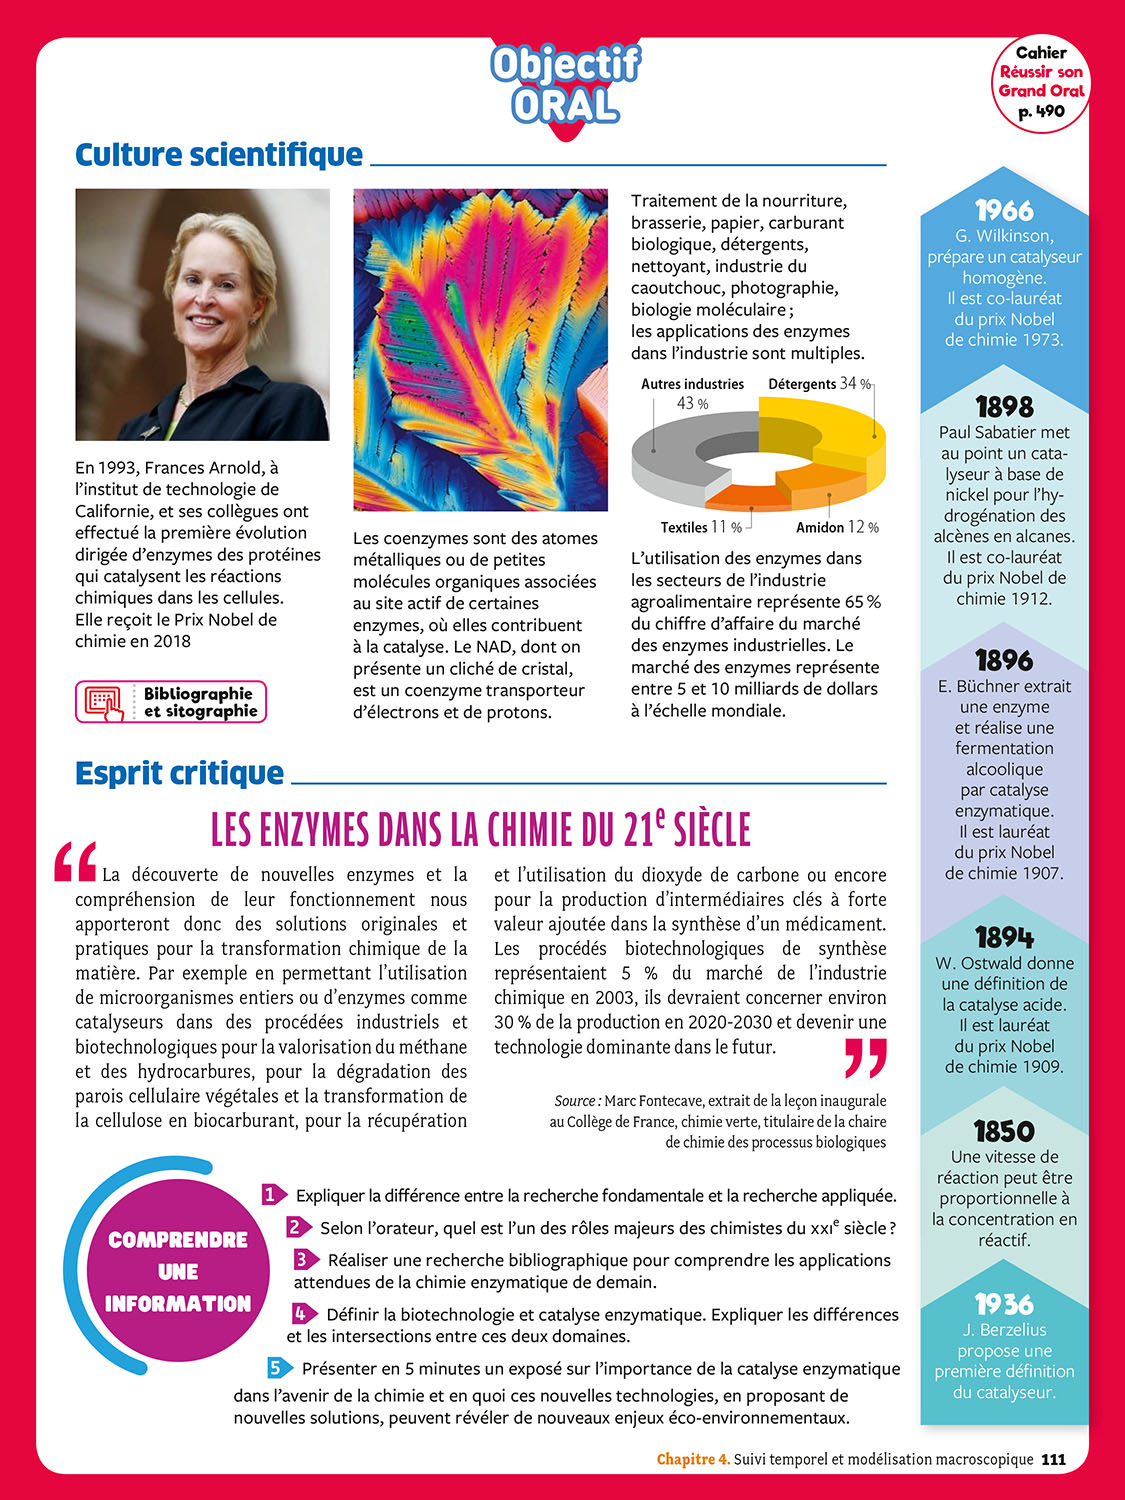 Objectif
ORAL
Cahier
Réussir son
Grand Oral
p. 490
Culture scientifique
En 1993, Frances Arnold, à
l'institut de technologie de
Californie, et ses collègues ont
effectué la première évolution
dirigée d'enzymes des protéines
qui catalysent les réactions
chimiques dans les cellules.
Elle reçoit le Prix Nobel de
chimie en 2018
Bibliographie
et sitographie
Les coenzymes sont des atomes
métalliques ou de petites
molécules organiques associées
au site actif de certaines
enzymes, où elles contribuent
à la catalyse. Le NAD, dont on
présente un cliché de cristal,
est un coenzyme transporteur
d'électrons et de protons.
Traitement de la nourriture,
brasserie, papier, carburant
biologique, détergents,
nettoyant, industrie du
caoutchouc, photographie,
biologie moléculaire ;
les applications des enzymes
dans l'industrie sont multiples.
Autres industries
43 %
Détergents 34 %
Textiles 11 %
Amidon 12 %
L'utilisation des enzymes dans
les secteurs de l'industrie
agroalimentaire représente 65 %
du chiffre d'affaire du marché
des enzymes industrielles. Le
marché des enzymes représente
entre 5 et 10 milliards de dollars
à l'échelle mondiale.
1966
G. Wilkinson,
prépare un catalyseur
homogène.
Il est co-lauréat
du prix Nobel
de chimie 1973.
1898
Paul Sabatier met
au point un cata-
lyseur à base de
nickel pour l'hy-
drogénation des
alcènes en alcanes.
Il est co-lauréat
du prix Nobel de
chimie 1912.
1896
E. Büchner extrait
une enzyme
et réalise une
fermentation
alcoolique
par catalyse
enzymatique.
Il est lauréat
du prix Nobel
de chimie 1907.
1894
W. Ostwald donne
une définition de
la catalyse acide.
Il est lauréat
du prix Nobel
de chimie 1909.
1850
Une vitesse de
réaction peut être
proportionnelle à
la concentration en
réactif.
1936
J. Berzelius
propose une
première définition
du catalyseur.
Esprit critique
LES ENZYMES DANS LA CHIMIE DU 21e SIÈCLE
“ La découverte de nouvelles enzymes et la
compréhension de leur fonctionnement nous
apporteront donc des solutions originales et
pratiques pour la transformation chimique de la
matière. Par exemple en permettant l'utilisation
de microorganismes entiers ou d'enzymes comme
catalyseurs dans des procédées industriels et
biotechnologiques pour la valorisation du méthane
et des hydrocarbures, pour la dégradation des
parois cellulaire végétales et la transformation de
la cellulose en biocarburant, pour la récupération
et l'utilisation du dioxyde de carbone ou encore
pour la production d'intermédiaires clés à forte
valeur ajoutée dans la synthèse d'un médicament.
Les procédés biotechnologiques de synthèse
représentaient 5 % du marché de l'industrie
chimique en 2003, ils devraient concerner environ
30 % de la production en 2020-2030 et devenir une
technologie dominante dans le futur. ”
Source : Marc Fontecave, extrait de la leçon inaugurale
au Collège de France, chimie verte, titulaire de la chaire
de chimie des processus biologiques
COMPRENDRE
UNE
INFORMATION
1 Expliquer la différence entre la recherche fondamentale et la recherche appliquée.
2 Selon l'orateur, quel est l'un des rôles majeurs des chimistes du XXIe siècle ?
3 Réaliser une recherche bibliographique pour comprendre les applications
attendues de la chimie enzymatique de demain.
4 Définir la biotechnologie et catalyse enzymatique. Expliquer les différences
et les intersections entre ces deux domaines.
5 Présenter en 5 minutes un exposé sur l'importance de la catalyse enzymatique
dans l'avenir de la chimie et en quoi ces nouvelles technologies, en proposant de
nouvelles solutions, peuvent révéler de nouveaux enjeux éco-environnementaux.
Chapitre 4. Suivi temporel et modélisation macroscopique 111